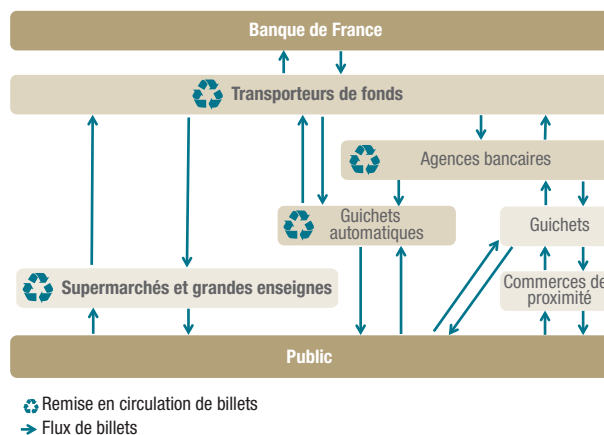 Banque de France
Transporteurs de fonds
Agences bancaires
Guichets
automatiques
Guichets
Supermarchés et grandes enseignes
Commerces de
proximité
Public
Remise en circulation de billets
Flux de billets